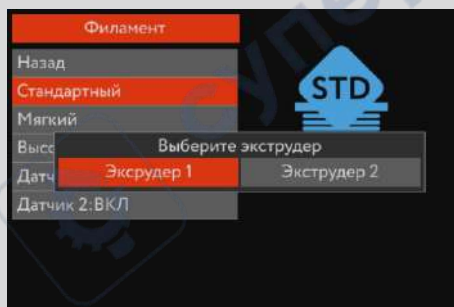 Филамент
Назад
Стандартный
STD
Мягкий
Выберите экструдер
Эксрудер 1 Экструдер 2
Датчик 2:ВКЛ